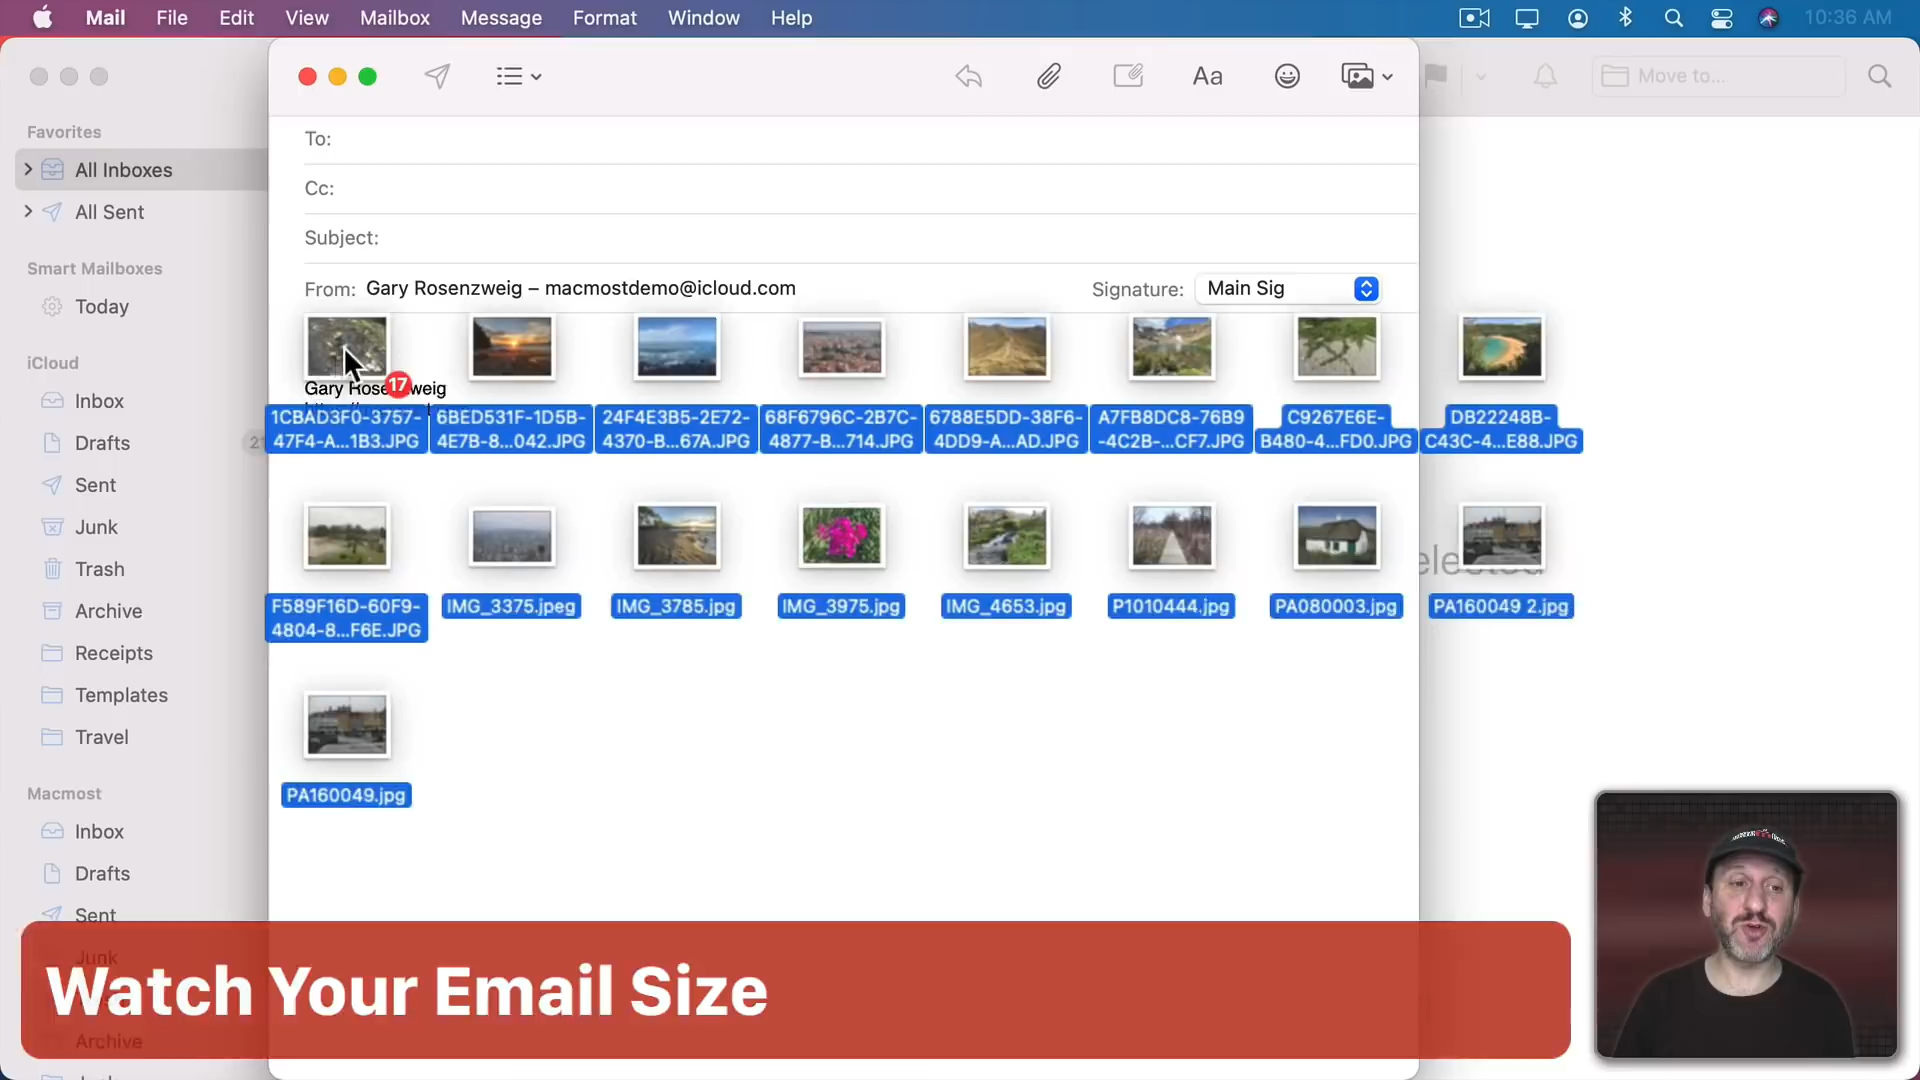 Mail File Edit View Mailbox Message Format Window Help 10:36 AM
Move to...
Favorites
All Inboxes
All Sent
Smart Mailboxes
Today
iCloud
Inbox
Drafts
Sent
Junk
Trash
Archive
Receipts
Templates
Travel
Macmost
Inbox
Drafts
Sent
Junk
Archive
To:
Cc:
Subject:
From: Gary Rosenzweig – macmostdemo@icloud.com Signature: Main Sig
Aa
17
1CBAD3F0-3757-
47F4-A...1B3.JPG
6BED531F-1D5B-
4E7B-8...042.JPG
24F4E3B5-2E72-
4370-B...67A.JPG
68F6796C-2B7C-
4877-B...714.JPG
6788E5DD-38F6-
4DD9-A...AD.JPG
A7FB8DC8-76B9
-4C2B-...CF7.JPG
C9267E6E-
B480-4...FD0.JPG
DB22248B-
C43C-4...E88.JPG
F589F16D-60F9-
4804-8...F6E.JPG
IMG_3375.jpeg
IMG_3785.jpg
IMG_3975.jpg
IMG_4653.jpg
P1010444.jpg
PA080003.jpg
PA160049 2.jpg
PA160049.jpg
Watch Your Email Size